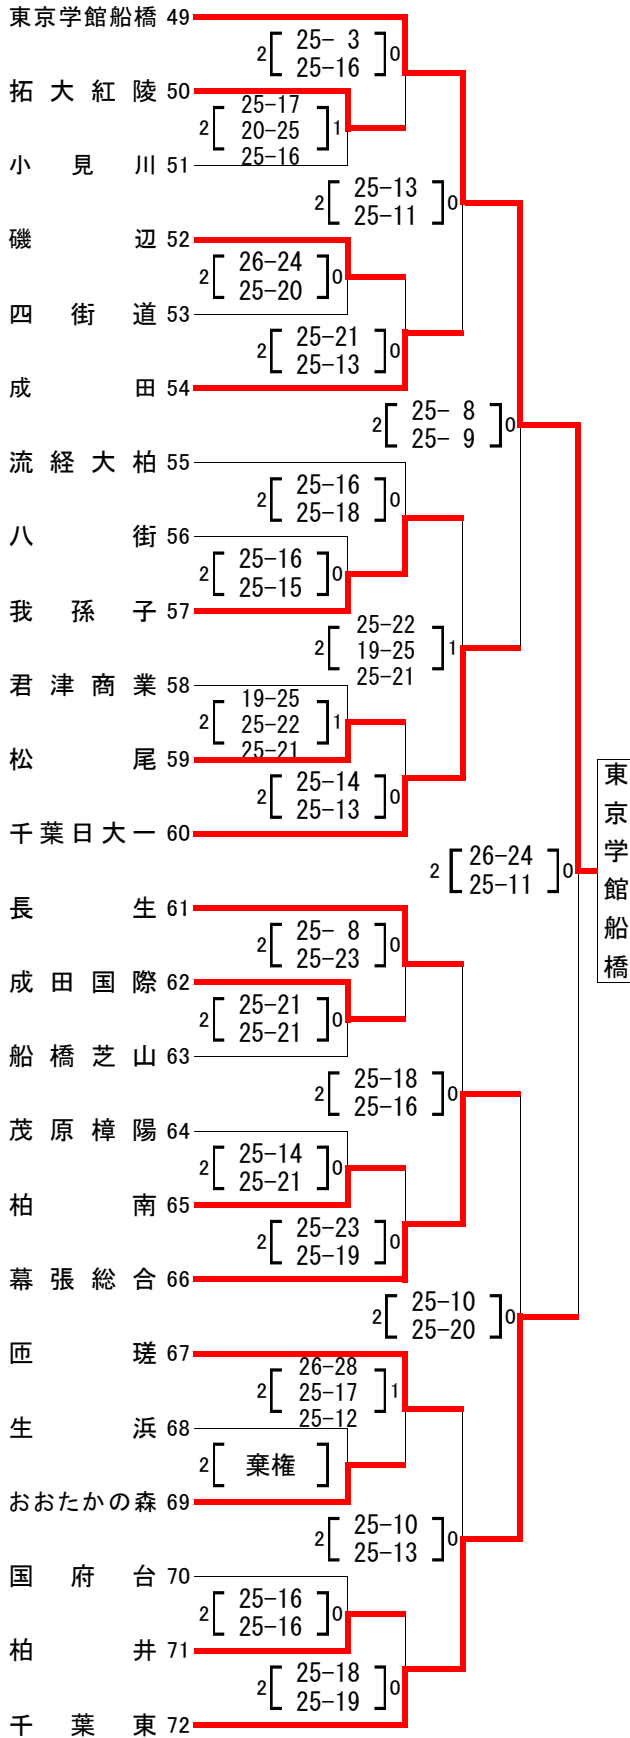 東京学館船橋 49
2 25- 3 0
25-16
拓大紅陵 50
25-17
2 20-25 1
25-16
小見川 51
2 25-13 0
25-11
磯辺 52
2 26-24 0
25-20
四街道 53
2 25-21 0
25-13
成田 54
2 25- 8 0
25- 9
流経大柏 55
2 25-16 0
25-18
八街 56
2 25-16 0
25-15
我孫子 57
25-22
2 19-25 1
25-21
君津商業 58
19-25
2 25-22 1
25-21
松尾 59
2 25-14 0
25-13
千葉日大一 60
東京学館船橋
2 26-24 0
25-11
長生 61
2 25- 8 0
25-23
成田国際 62
2 25-21 0
25-21
船橋芝山 63
2 25-18 0
25-16
茂原樟陽 64
2 25-14 0
25-21
柏南 65
2 25-23 0
25-19
幕張総合 66
2 25-10 0
25-20
匝瑳 67
26-28
2 25-17 1
25-12
生浜 68
2 棄権
おおたかの森 69
2 25-10 0
25-13
国府台 70
2 25-16 0
25-16
柏井 71
2 25-18 0
25-19
千葉東 72